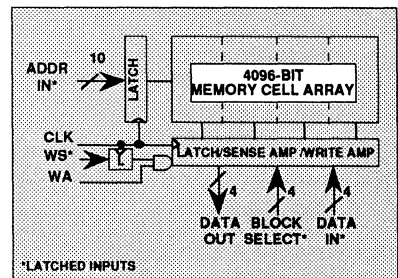 10
ADDR
IN*
LATCH
4096-BIT
MEMORY CELL ARRAY
CLK
WS*
WA
L
LATCH/SENSE AMP /WRITE AMP
4
4
4
DATA
OUT
BLOCK
SELECT*
DATA
IN*
*LATCHED INPUTS